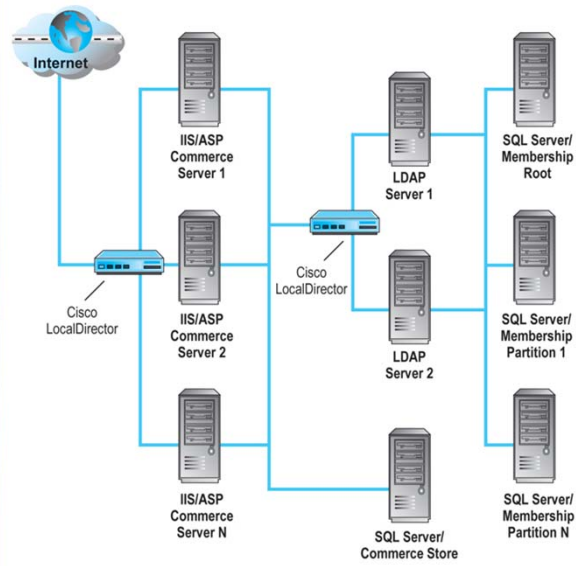 Internet
IIS/ASP
Commerce
Server 1
LDAP
Server 1
SQL Server/
Membership
Root
Cisco
LocalDirector
IIS/ASP
Commerce
Server 2
Cisco
LocalDirector
LDAP
Server 2
SQL Server/
Membership
Partition 1
IIS/ASP
Commerce
Server N
SQL Server/
Commerce Store
SQL Server/
Membership
Partition N